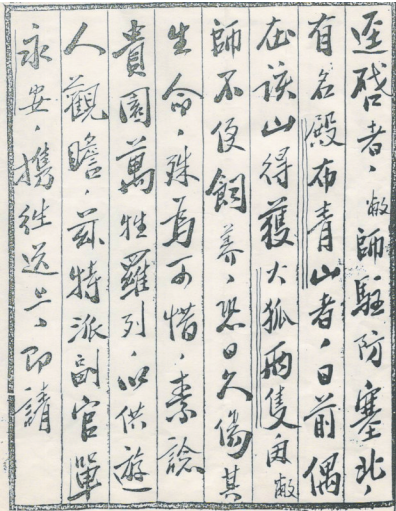 逕啓者，敝師駐防塞北，
有名殿布青山者，日前偶
在該山得獲火狐兩隻因敝
師不便飼養，恐日久傷其
生命，殊爲可惜，素諗
貴園萬牲羅列，以供遊
人觀瞻，茲特派副官單
永安，携往送上，即請